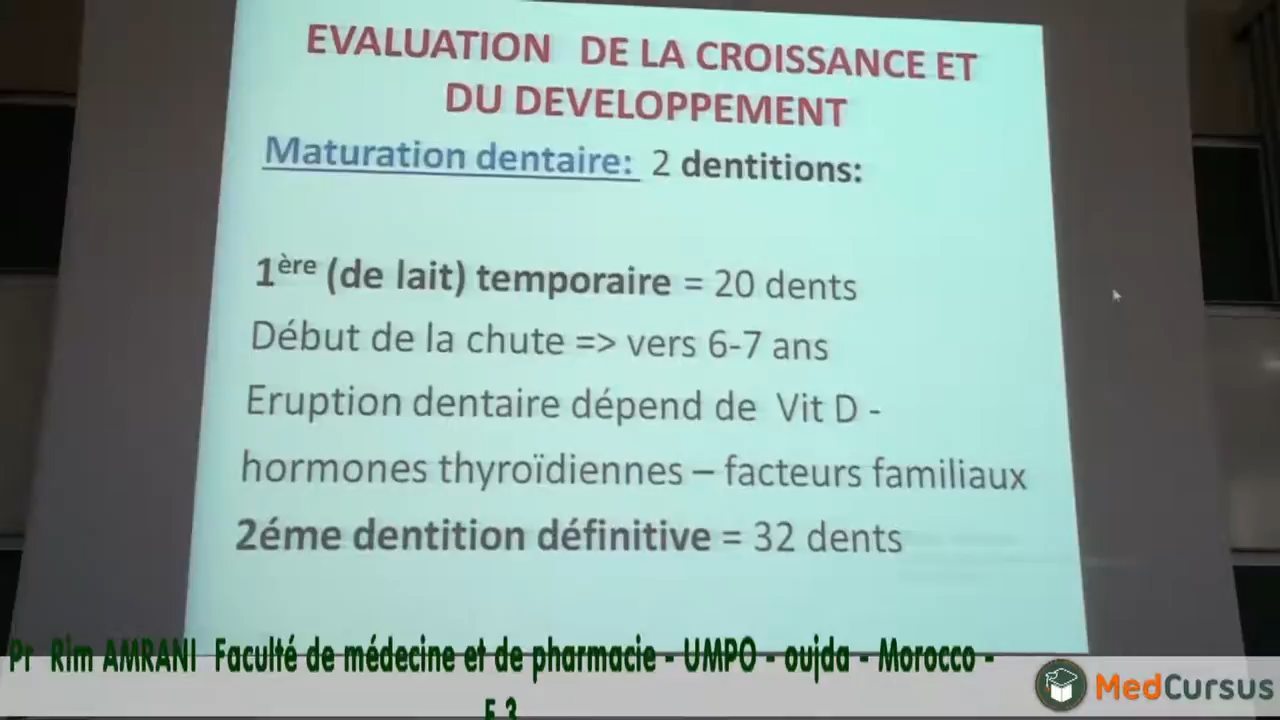 EVALUATION DE LA CROISSANCE ET
DU DEVELOPPEMENT
Maturation dentaire: 2 dentitions:
1ère (de lait) temporaire = 20 dents
Début de la chute => vers 6-7 ans
Eruption dentaire dépend de Vit D -
hormones thyroïdiennes – facteurs familiaux
2éme dentition définitive = 32 dents
Pr Rim AMRANI Faculté de médecine et de pharmacie - UMPO - oujda - Morocco -
MedCursus